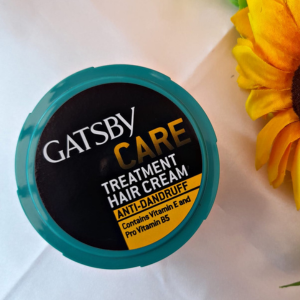 GATSBY
CARE
TREATMENT
HAIR CREAM
ANTI-DANDRUFF
Contains Vitamin E and
Pro Vitamin B5